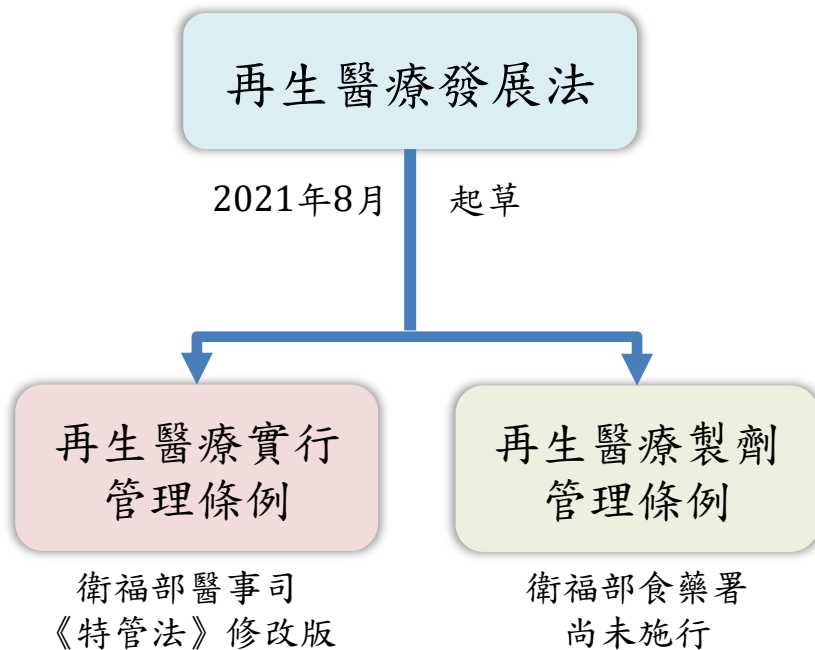 再生醫療發展法
2021年8月 起草
再生醫療實行
管理條例
再生醫療製劑
管理條例
衛福部醫事司
《特管法》修改版
衛福部食藥署
尚未施行